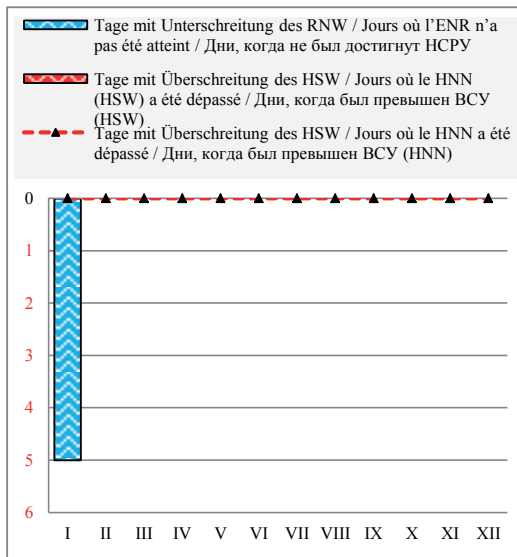 Tage mit Unterschreitung des RNW / Jours où l’ENR n’a
pas été atteint / Дни, когда не был достигнут НСРУ
Tage mit Überschreitung des HSW / Jours où le HNN
(HSW) a été dépassé / Дни, когда был превышен ВСУ
(HSW)
Tage mit Überschreitung des HSW / Jours où le HNN a été
dépassé / Дни, когда был превышен ВСУ (HNN)
0
1
2
3
4
5
6
I II III IV V VI VII VIII IX X XI XII